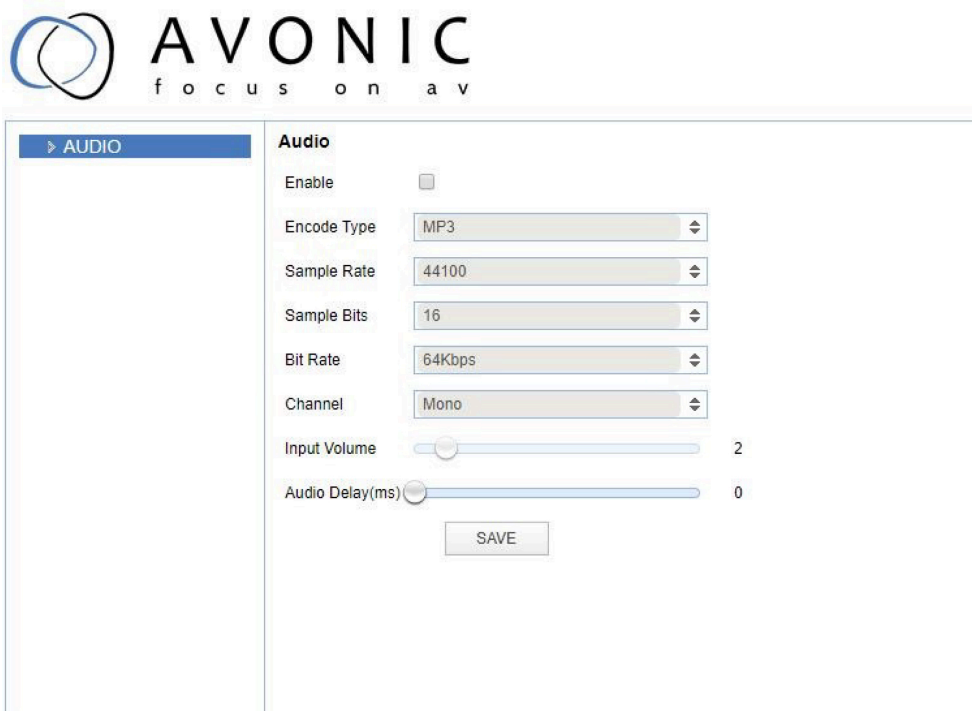 AVONIC
focus on av
AUDIO
Audio
Enable
Encode Type MP3
Sample Rate 44100
Sample Bits 16
Bit Rate 64Kbps
Channel Mono
Input Volume 2
Audio Delay(ms) 0
SAVE